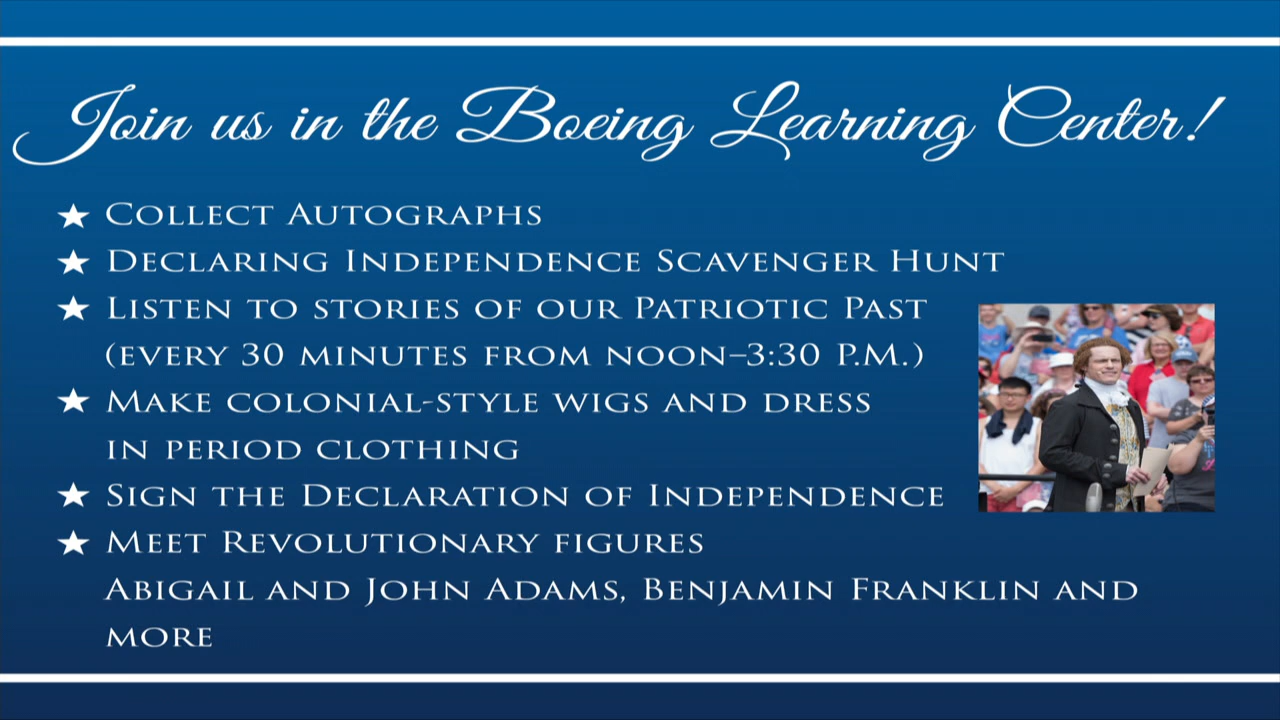 Join us in the Boeing Learning Center!
★ Collect Autographs
★ Declaring Independence Scavenger Hunt
★ Listen to stories of our Patriotic Past
(every 30 minutes from noon–3:30 p.m.)
★ Make colonial-style wigs and dress
in period clothing
★ Sign the Declaration of Independence
★ Meet Revolutionary figures
Abigail and John Adams, Benjamin Franklin and
more